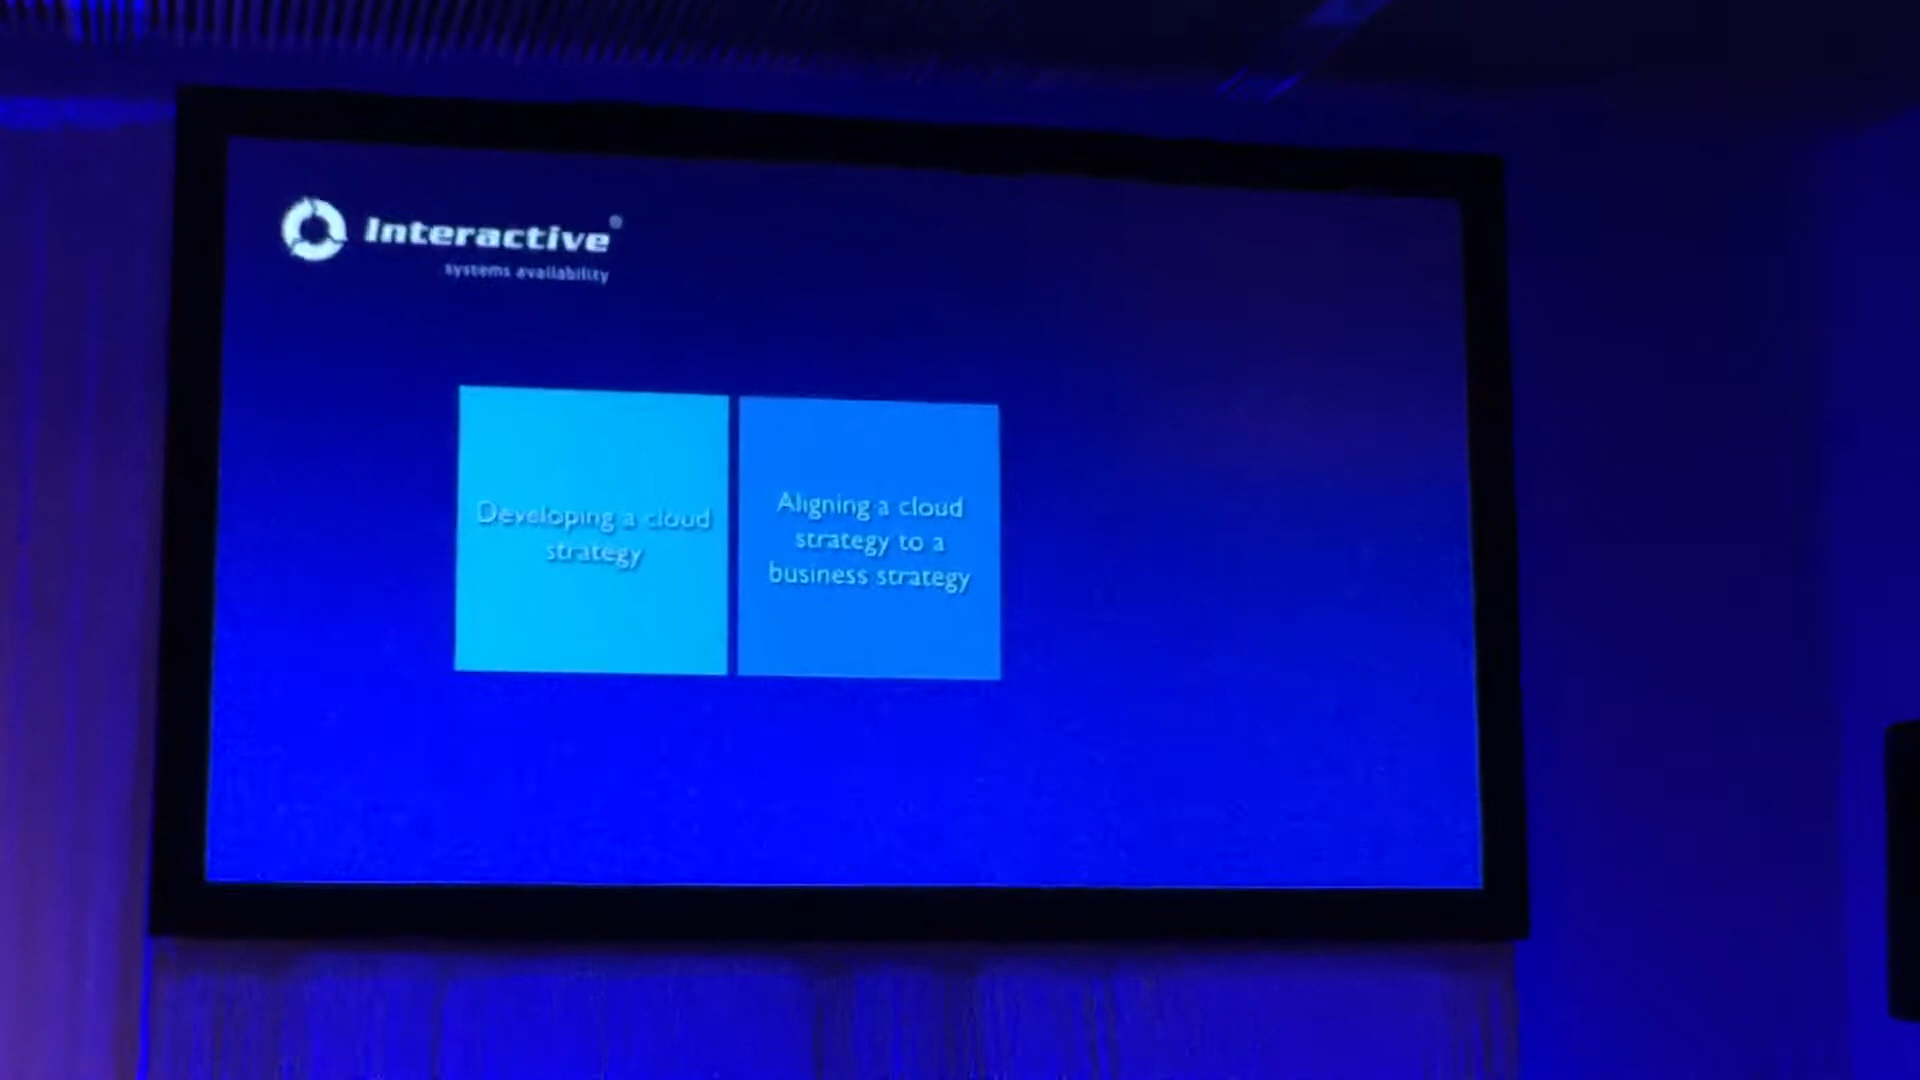 Interactive®
systems availability
Developing a cloud
strategy
Aligning a cloud
strategy to a
business strategy